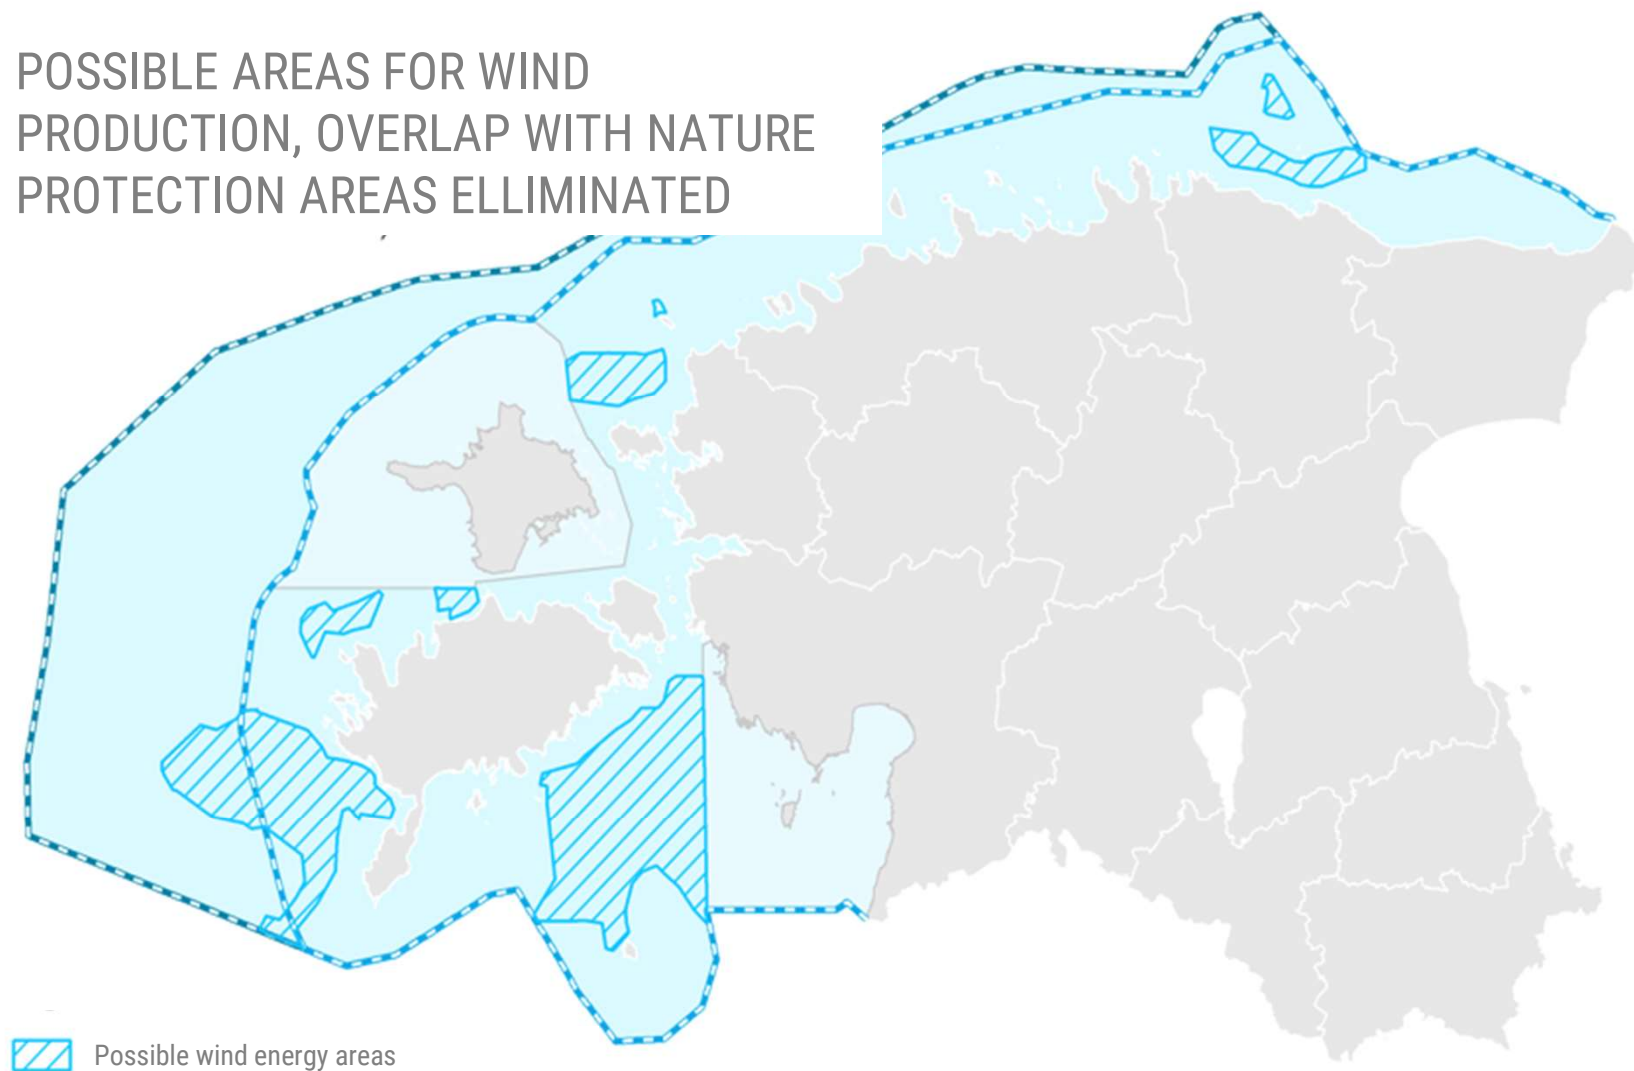 POSSIBLE AREAS FOR WIND
PRODUCTION, OVERLAP WITH NATURE
PROTECTION AREAS ELLIMINATED
Possible wind energy areas